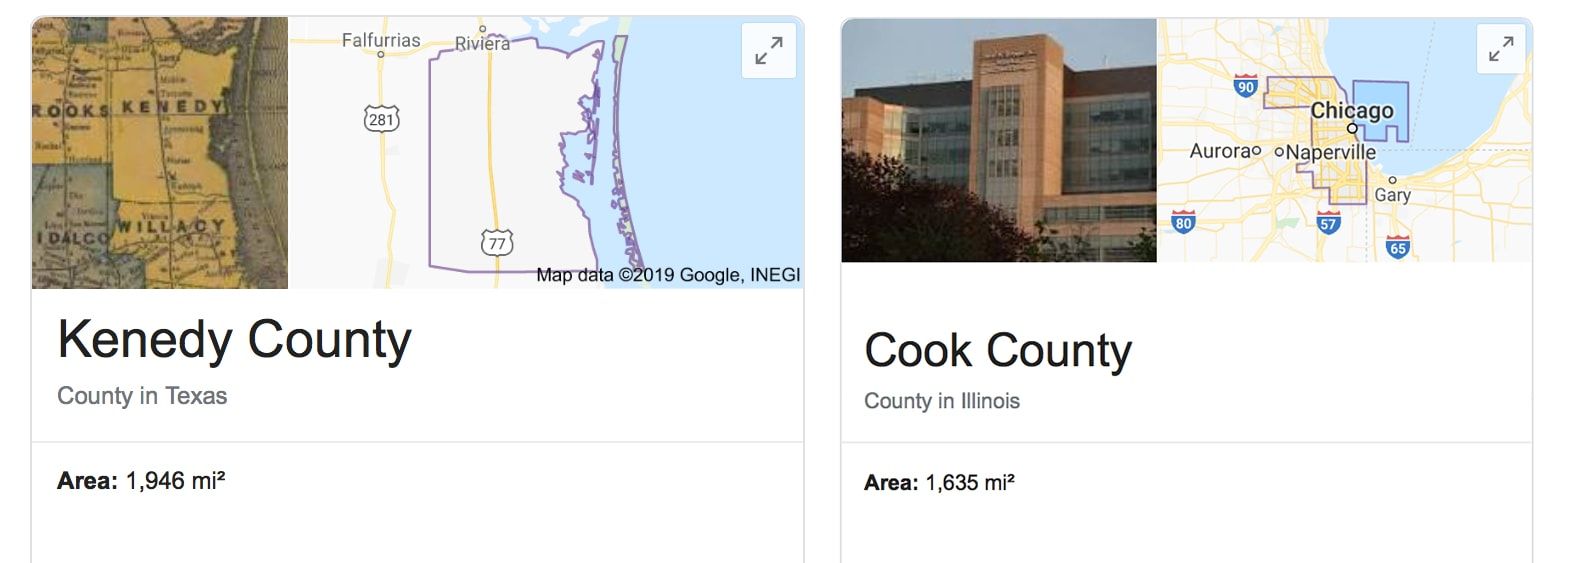 ROOKS
KENEDY
WILLACY
IDALCO
Falfurrias
Riviera
281
77
Map data ©2019 Google, INEGI
Kenedy County
County in Texas
Area: 1,946 mi²
90
Chicago
Aurora
Naperville
Gary
80
57
65
Cook County
County in Illinois
Area: 1,635 mi²